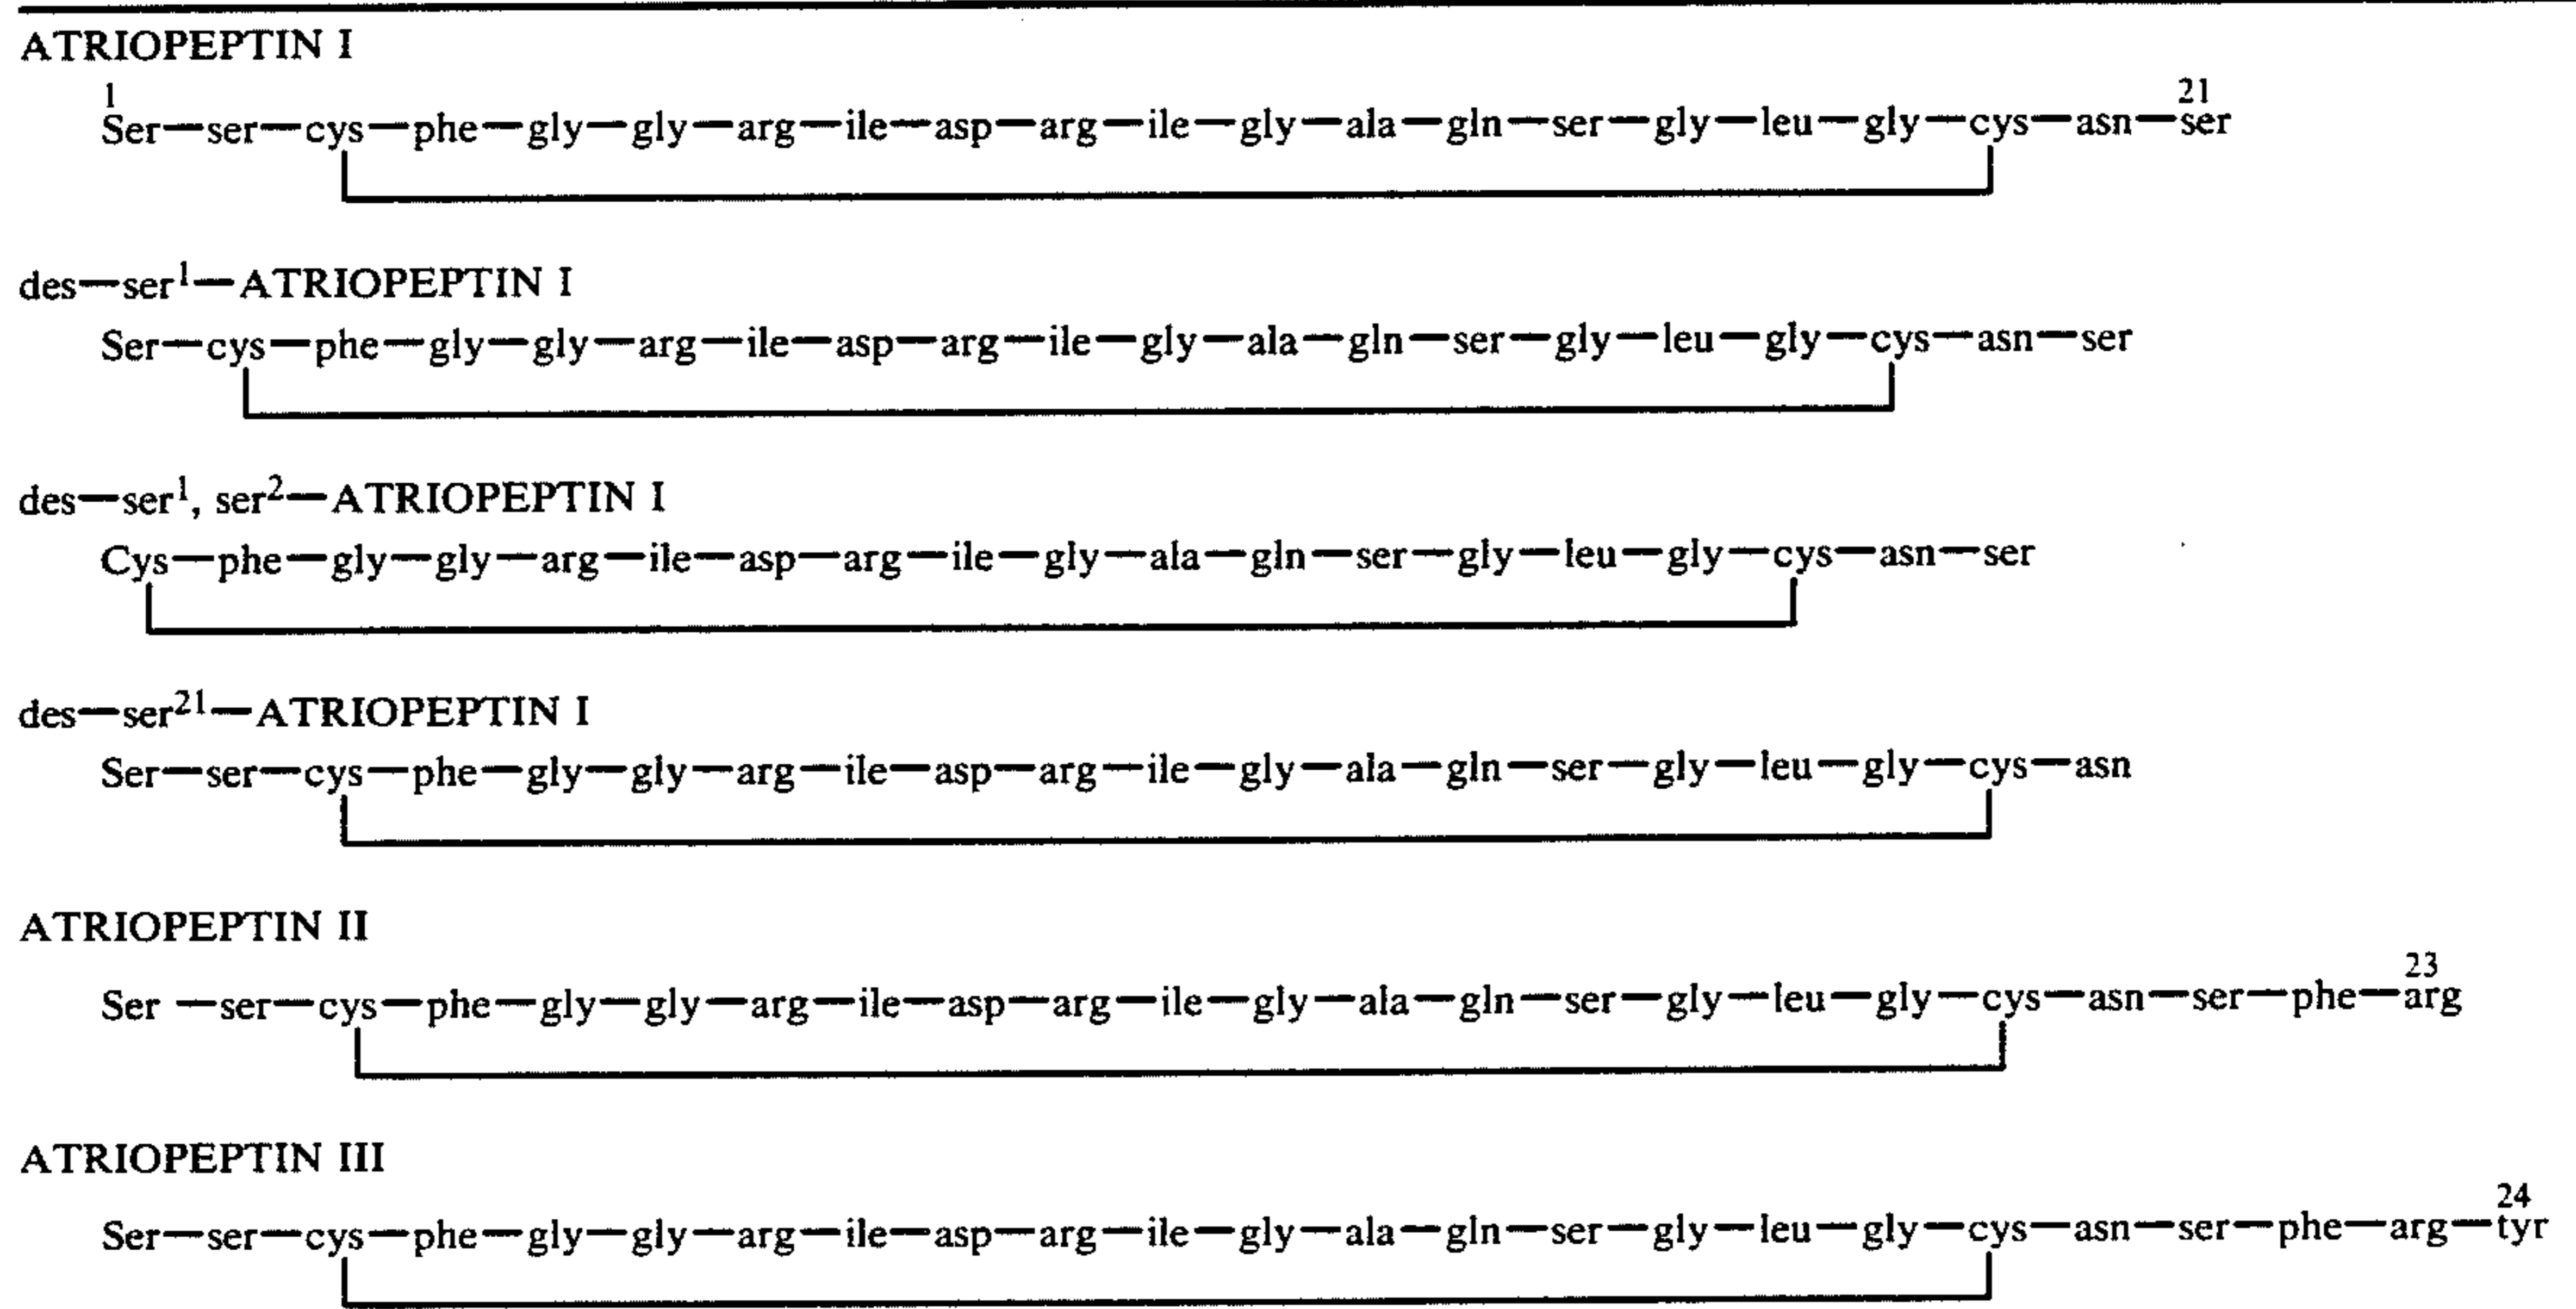 ATRIOPEPTIN I
1 21
Ser—ser—cys—phe—gly—gly—arg—ile—asp—arg—ile—gly—ala—gln—ser—gly—leu—gly—cys—asn—ser
des—ser¹—ATRIOPEPTIN I
Ser—cys—phe—gly—gly—arg—ile—asp—arg—ile—gly—ala—gln—ser—gly—leu—gly—cys—asn—ser
des—ser¹, ser²—ATRIOPEPTIN I
Cys—phe—gly—gly—arg—ile—asp—arg—ile—gly—ala—gln—ser—gly—leu—gly—cys—asn—ser
des—ser²¹—ATRIOPEPTIN I
Ser—ser—cys—phe—gly—gly—arg—ile—asp—arg—ile—gly—ala—gln—ser—gly—leu—gly—cys—asn
ATRIOPEPTIN II
23
Ser —ser—cys—phe—gly—gly—arg—ile—asp—arg—ile—gly—ala—gln—ser—gly—leu—gly—cys—asn—ser—phe—arg
ATRIOPEPTIN III
24
Ser—ser—cys—phe—gly—gly—arg—ile—asp—arg—ile—gly—ala—gln—ser—gly—leu—gly—cys—asn—ser—phe—arg—tyr